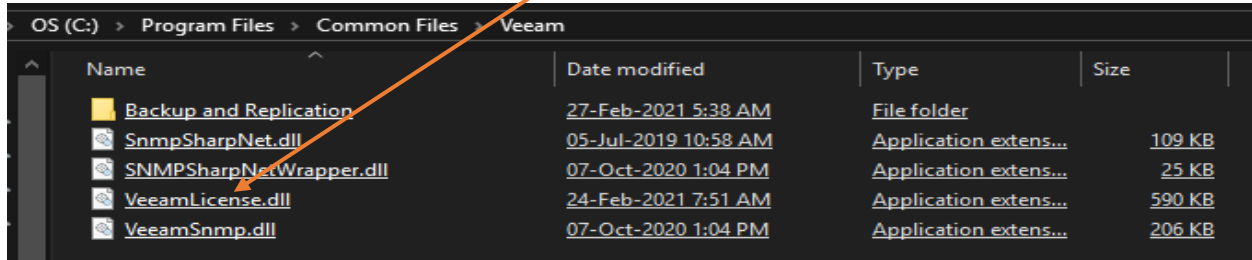 OS (C:) > Program Files > Common Files > Veeam
Name Date modified Type Size
Backup and Replication 27-Feb-2021 5:38 AM File folder
SnmpSharpNet.dll 05-Jul-2019 10:58 AM Application extens... 109 KB
SNMPSharpNetWrapper.dll 07-Oct-2020 1:04 PM Application extens... 25 KB
VeeamLicense.dll 24-Feb-2021 7:51 AM Application extens... 590 KB
VeeamSnmp.dll 07-Oct-2020 1:04 PM Application extens... 206 KB